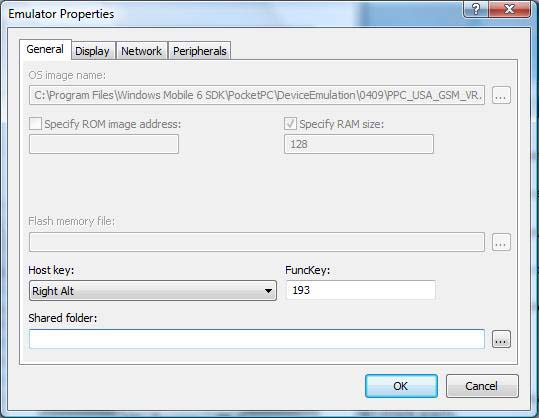 Emulator Properties
General Display Network Peripherals
OS image name:
C:\Program Files\Windows Mobile 6 SDK\PocketPC\DeviceEmulation\0409\PPC_USA_GSM_VR. ...
Specify ROM image address: Specify RAM size:
128
Flash memory file:
...
Host key: FuncKey:
Right Alt 193
Shared folder:
...
OK Cancel